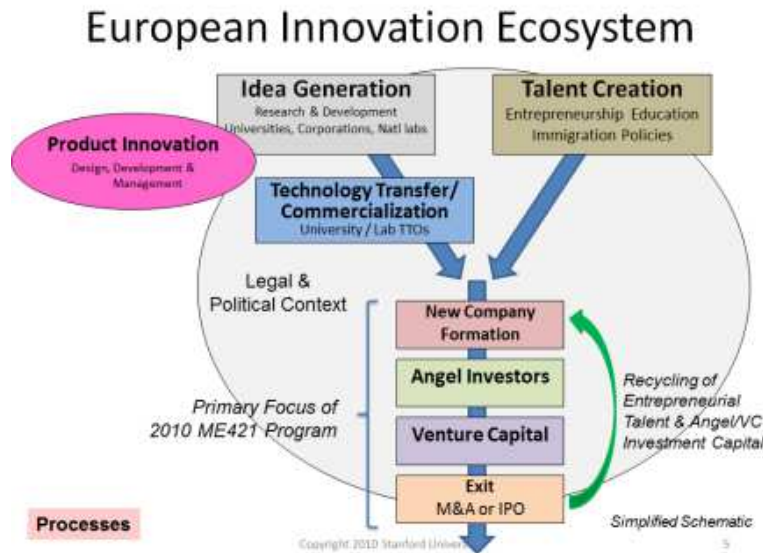 European Innovation Ecosystem
Idea Generation
Research & Development
Universities, Corporations, Natl labs
Talent Creation
Entrepreneurship Education
Immigration Policies
Product Innovation
Design, Development &
Management
Technology Transfer/
Commercialization
University / Lab TTOs
Legal &
Political Context
New Company
Formation
Angel Investors
Venture Capital
Exit
M&A or IPO
Primary Focus of
2010 ME421 Program
Recycling of
Entrepreneurial
Talent & Angel/VC
Investment Capital
Processes
Simplified Schematic
Copyright 2010 Stanford
5